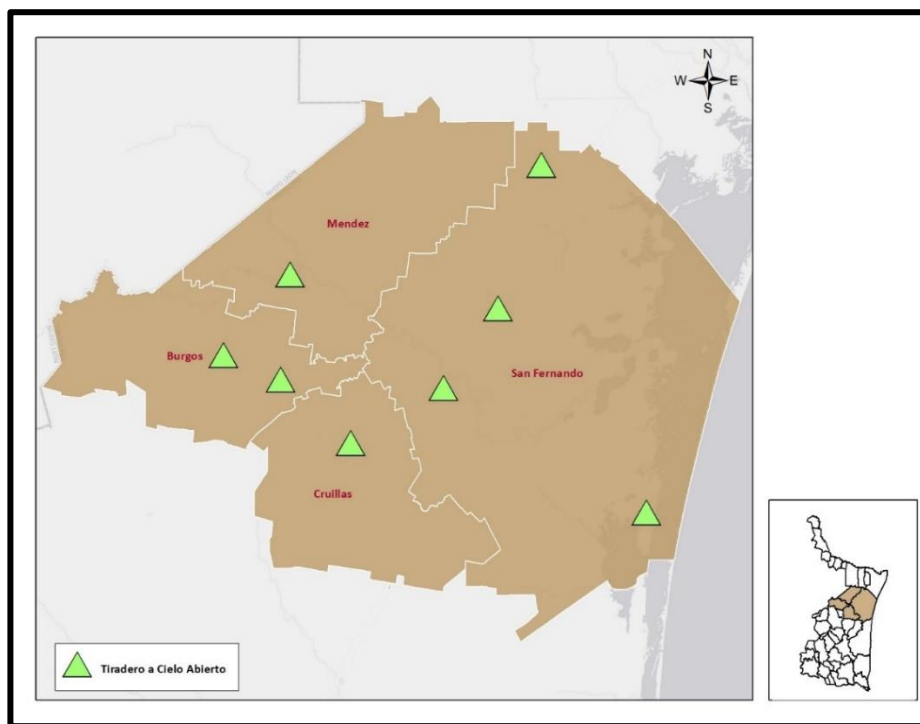 N
W E
S
Mendez
Burgos
San Fernando
Cruillas
Tiradero a Cielo Abierto